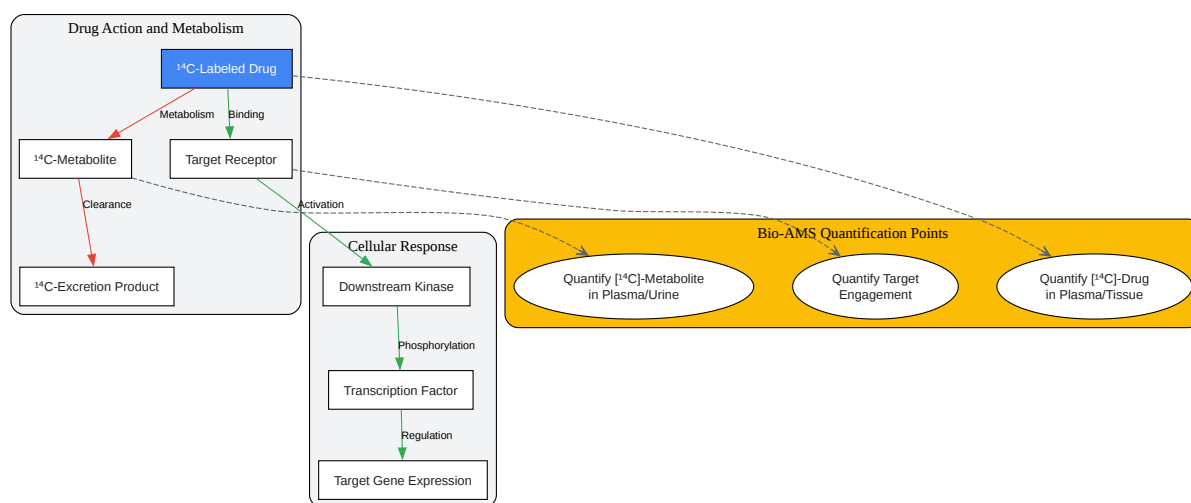 Drug Action and Metabolism
¹⁴C-Labeled Drug
Metabolism
Binding
¹⁴C-Metabolite
Target Receptor
Clearance
Activation
¹⁴C-Excretion Product
Cellular Response
Downstream Kinase
Phosphorylation
Transcription Factor
Regulation
Target Gene Expression
Bio-AMS Quantification Points
Quantify [¹⁴C]-Metabolite
in Plasma/Urine
Quantify Target
Engagement
Quantify [¹⁴C]-Drug
in Plasma/Tissue